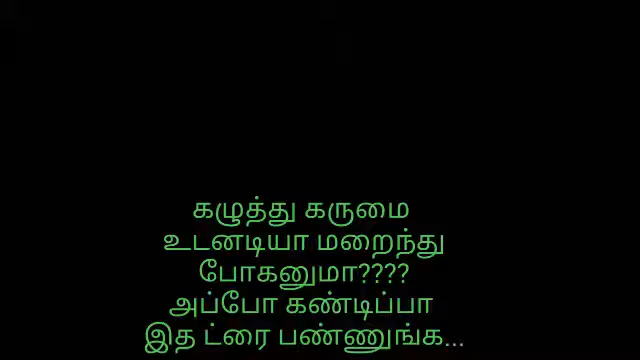 கழுத்து கருமை
உடனடியா மறைந்து
போகனுமா????
அப்போ கண்டிப்பா
இத ட்ரை பண்ணுங்க...